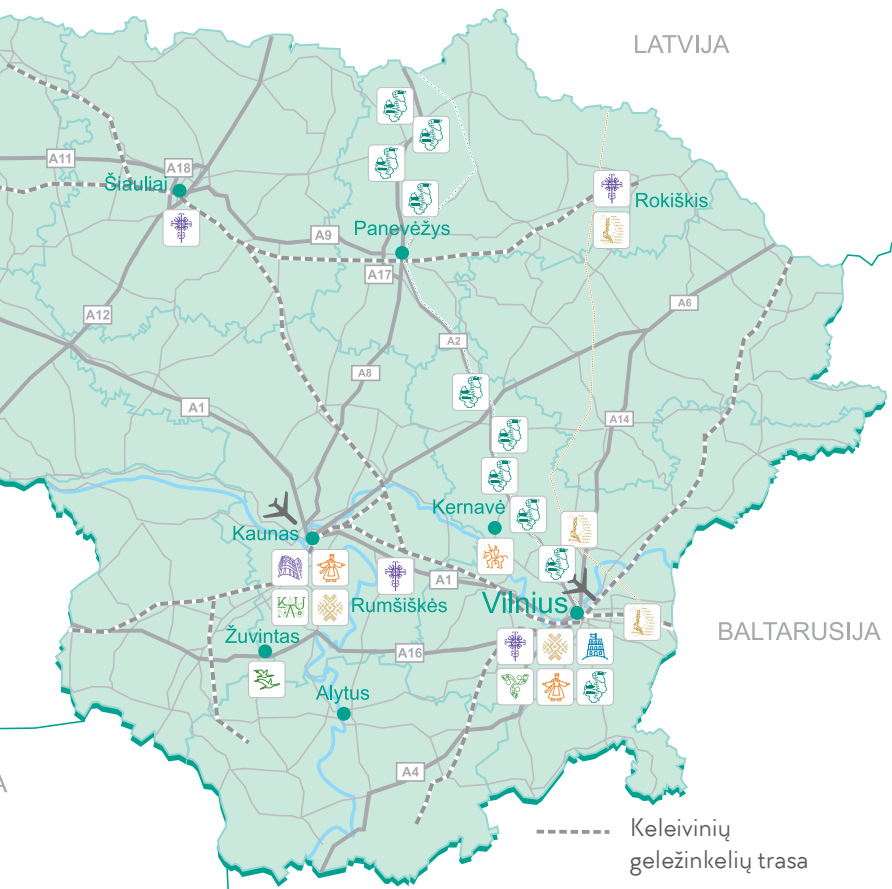 LATVIJA
A11
A18
Šiauliai
Rokiškis
A9
Panevėžys
A17
A6
A12
A2
A8
A1
A14
Kernavė
Kaunas
A1
Rumšiškės
Vilnius
BALTARUSIJA
KAU
Žuvintas
A16
Alytus
A4
A
Keleivinių
geležinkelių trasa